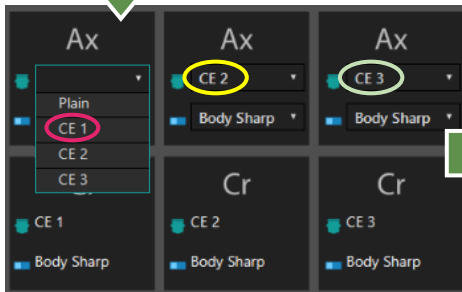 Ax Ax Ax
CE 2 CE 3
Plain
CE 1 Body Sharp Body Sharp
CE 2
CE 3
Cr Cr
CE 1 CE 2 CE 3
Body Sharp Body Sharp Body Sharp